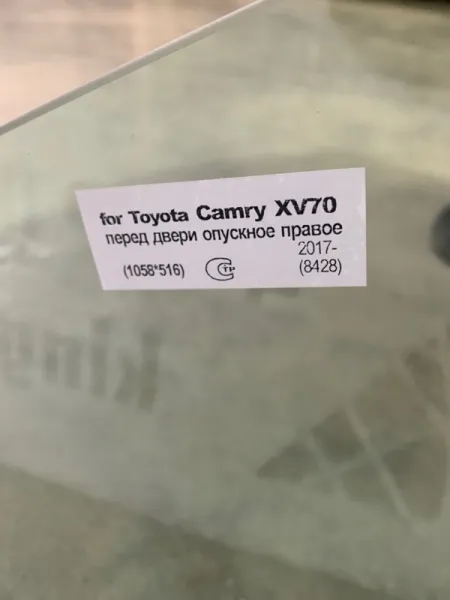 for Toyota Camry XV70
перед двери опускное правое
2017-
(1058*516)
(8428)